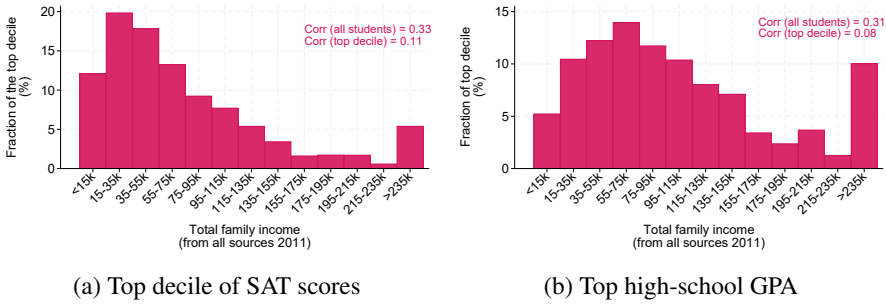 20
15
10
5
0
Fraction of the top decile
(%)
Corr (all students) = 0.33
Corr (top decile) = 0.11
<15k
15-35k
35-55k
55-75k
75-95k
95-115k
115-135k
135-155k
155-175k
175-195k
195-215k
215-235k
>235k
Total family income
(from all sources 2011)
(a) Top decile of SAT scores
15
10
5
0
Fraction of top decile
(%)
Corr (all students) = 0.31
Corr (top decile) = 0.08
<15k
15-35k
35-55k
55-75k
75-95k
95-115k
115-135k
135-155k
155-175k
175-195k
195-215k
215-235k
>235k
Total family income
(from all sources 2011)
(b) Top high-school GPA